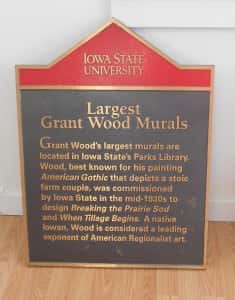 IOWA STATE
UNIVERSITY
Largest
Grant Wood Murals
Grant Wood's largest murals are
located in Iowa State's Parks Library.
Wood, best known for his painting
American Gothic that depicts a stoic
farm couple, was commissioned
by Iowa State in the mid-1930s to
design Breaking the Prairie Sod
and When Tillage Begins. A native
Iowan, Wood is considered a leading
exponent of American Regionalist art.